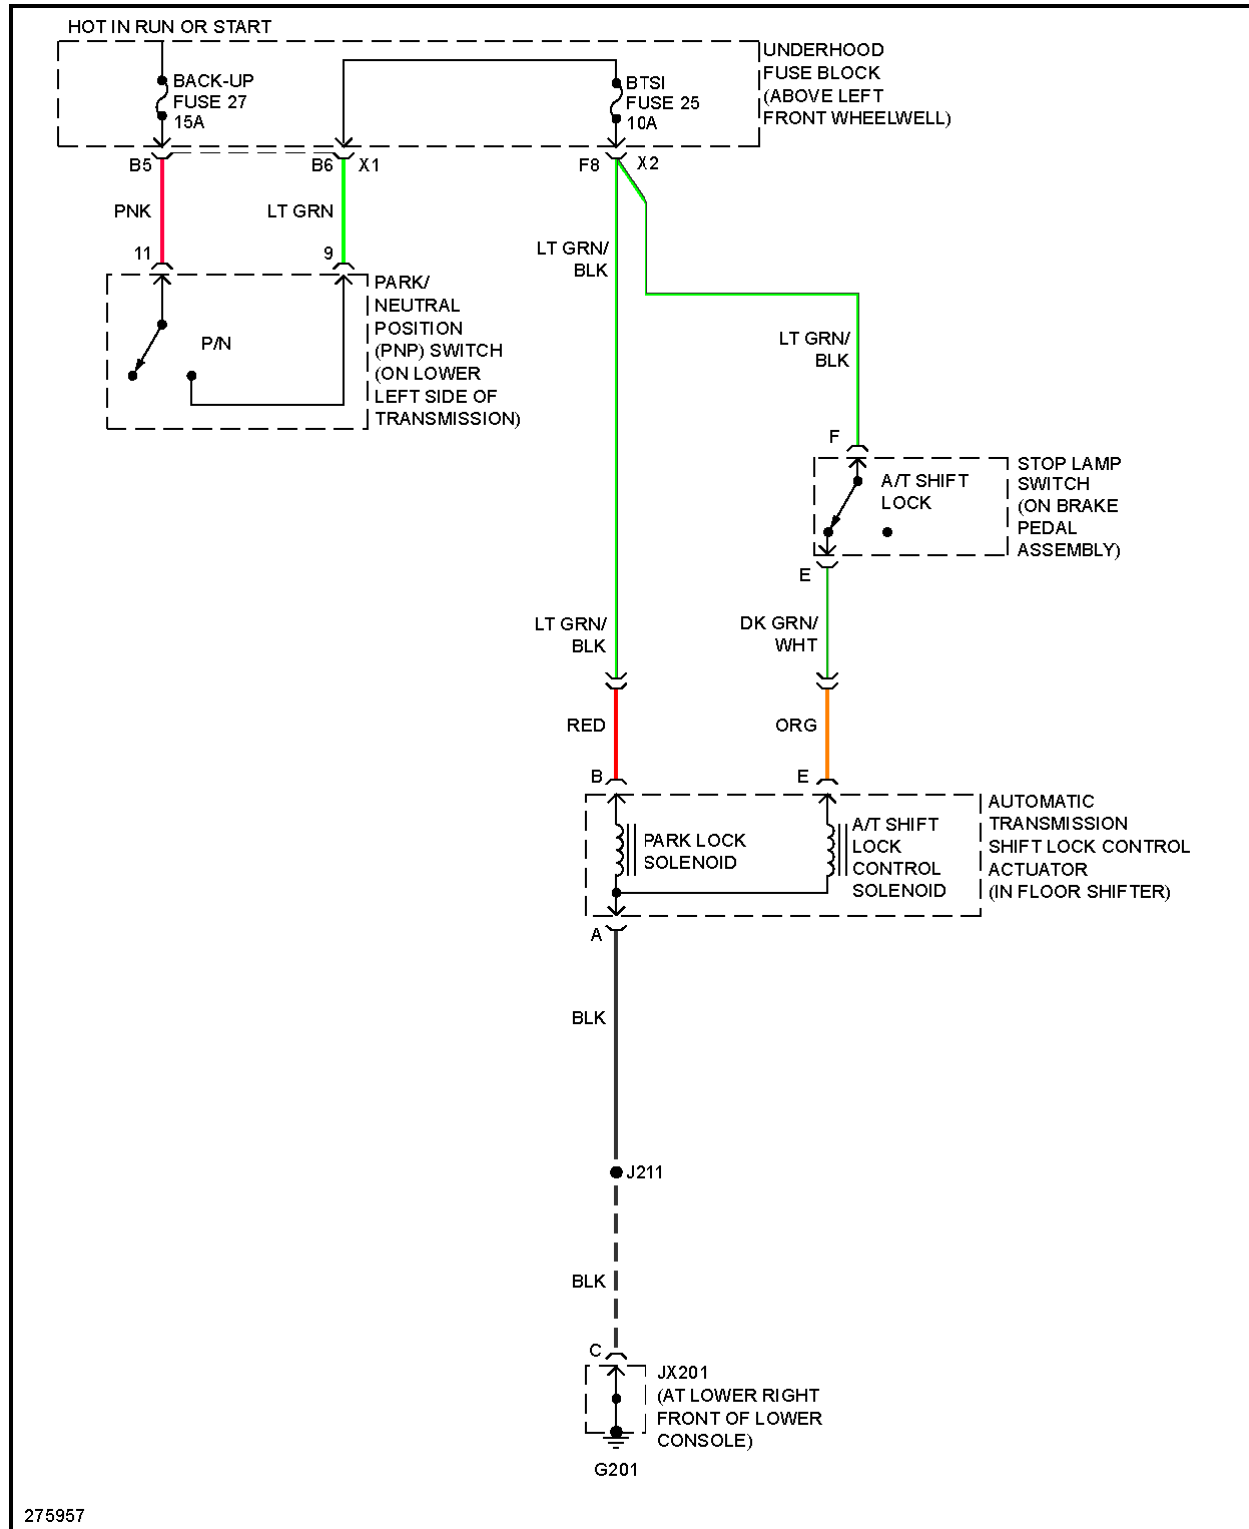 HOT IN RUN OR START
BACK-UP
FUSE 27
15A
BTSI
FUSE 25
10A
UNDERHOOD
FUSE BLOCK
(ABOVE LEFT
FRONT WHEELWELL)
B5
B6
X1
F8
X2
PNK
LT GRN
LT GRN/
BLK
11
9
PARK/
NEUTRAL
POSITION
(PNP) SWITCH
(ON LOWER
LEFT SIDE OF
TRANSMISSION)
P/N
LT GRN/
BLK
F
A/T SHIFT
LOCK
STOP LAMP
SWITCH
(ON BRAKE
PEDAL
ASSEMBLY)
E
LT GRN/
BLK
DK GRN/
WHT
RED
ORG
B
E
PARK LOCK
SOLENOID
A/T SHIFT
LOCK
CONTROL
SOLENOID
AUTOMATIC
TRANSMISSION
SHIFT LOCK CONTROL
ACTUATOR
(IN FLOOR SHIFTER)
A
BLK
J211
BLK
C
JX201
(AT LOWER RIGHT
FRONT OF LOWER
CONSOLE)
G201
275957